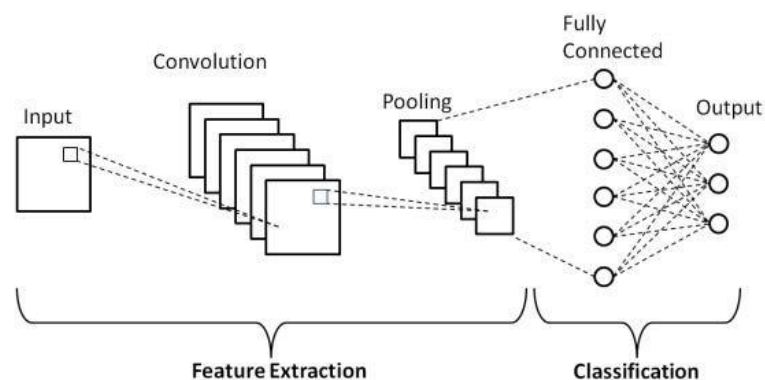 Input
Convolution
Pooling
Fully
Connected
Output
Feature Extraction
Classification